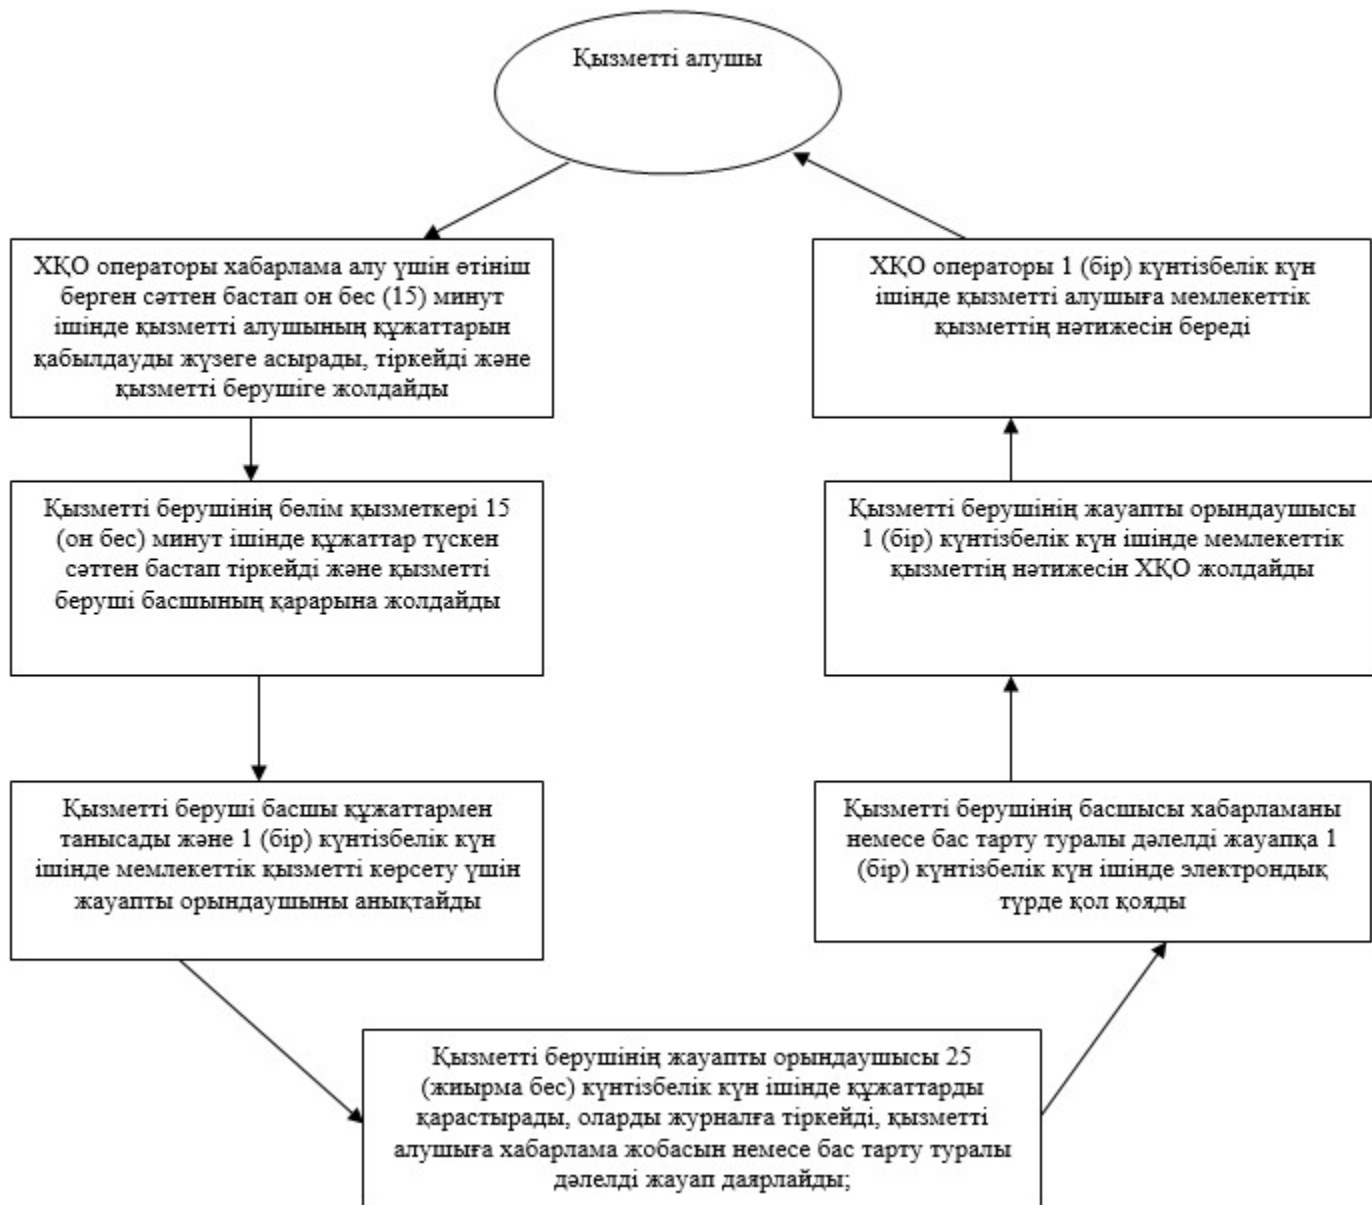 Қызметті алушы
ХҚО операторы хабарлама алу үшін өтініш
берген сәттен бастап он бес (15) минут
ішінде қызметті алушының құжаттарын
қабылдауды жүзеге асырады, тіркейді және
қызметті берушіге жолдайды
Қызметті берушінің бөлім қызметкері 15
(он бес) минут ішінде құжаттар түскен
сәттен бастап тіркейді және қызметті
беруші басшының қарарына жолдайды
Қызметті беруші басшы құжаттармен
танысады және 1 (бір) күнтізбелік күн
ішінде мемлекеттік қызметті көрсету үшін
жауапты орындаушыны анықтайды
Қызметті берушінің жауапты орындаушысы 25
(жиырма бес) күнтізбелік күн ішінде құжаттарды
қарастырады, оларды журналға тіркейді, қызметті
алушыға хабарлама жобасын немесе бас тарту туралы
дәлелді жауап даярлайды;
Қызметті берушінің басшысы хабарламаны
немесе бас тарту туралы дәлелді жауапқа 1
(бір) күнтізбелік күн ішінде электрондық
түрде қол қояды
Қызметті берушінің жауапты орындаушысы
1 (бір) күнтізбелік күн ішінде мемлекеттік
қызметтің нәтижесін ХҚО жолдайды
ХҚО операторы 1 (бір) күнтізбелік күн
ішінде қызметті алушыға мемлекеттік
қызметтің нәтижесін береді